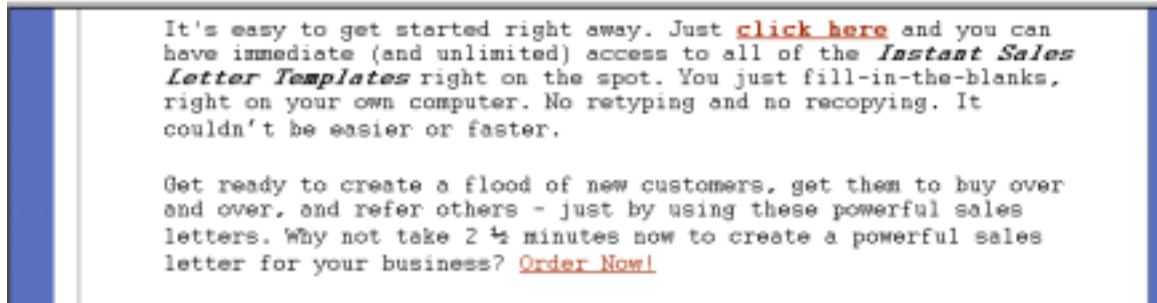 It's easy to get started right away. Just click here and you can
have immediate (and unlimited) access to all of the Instant Sales
Letter Templates right on the spot. You just fill-in-the-blanks,
right on your own computer. No retyping and no recopying. It
couldn't be easier or faster.
Get ready to create a flood of new customers, get them to buy over
and over, and refer others - just by using these powerful sales
letters. Why not take 2 ½ minutes now to create a powerful sales
letter for your business? Order Now!